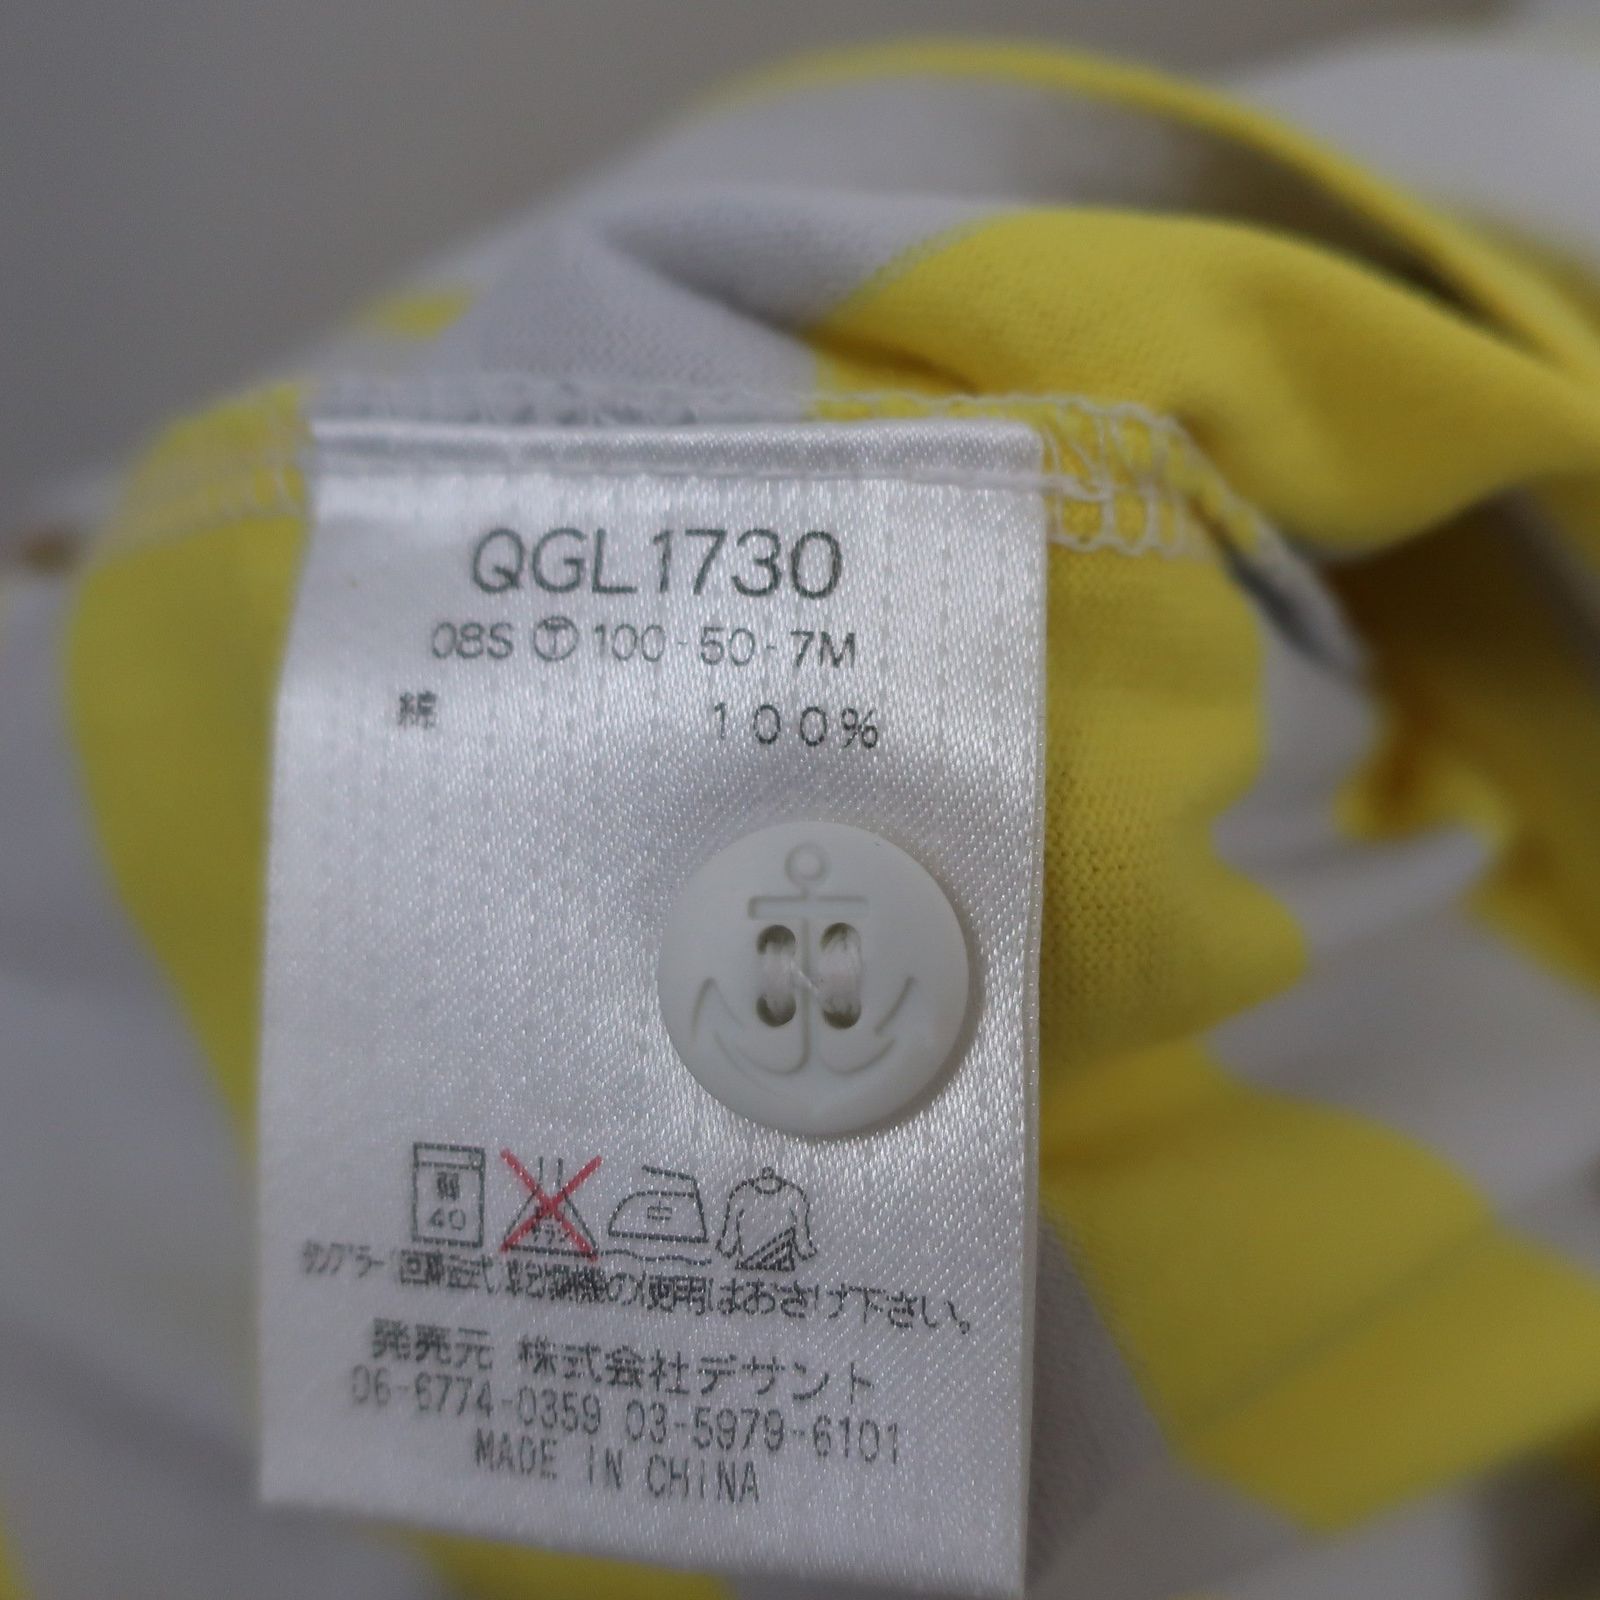 QGL1730
08S Ⓣ 100-50-7M
綿 100%
弱
40
タンブラー(回転式)乾燥機の使用はおさけ下さい。
発売元 株式会社デサント
06-6774-0359 03-5979-6101
MADE IN CHINA